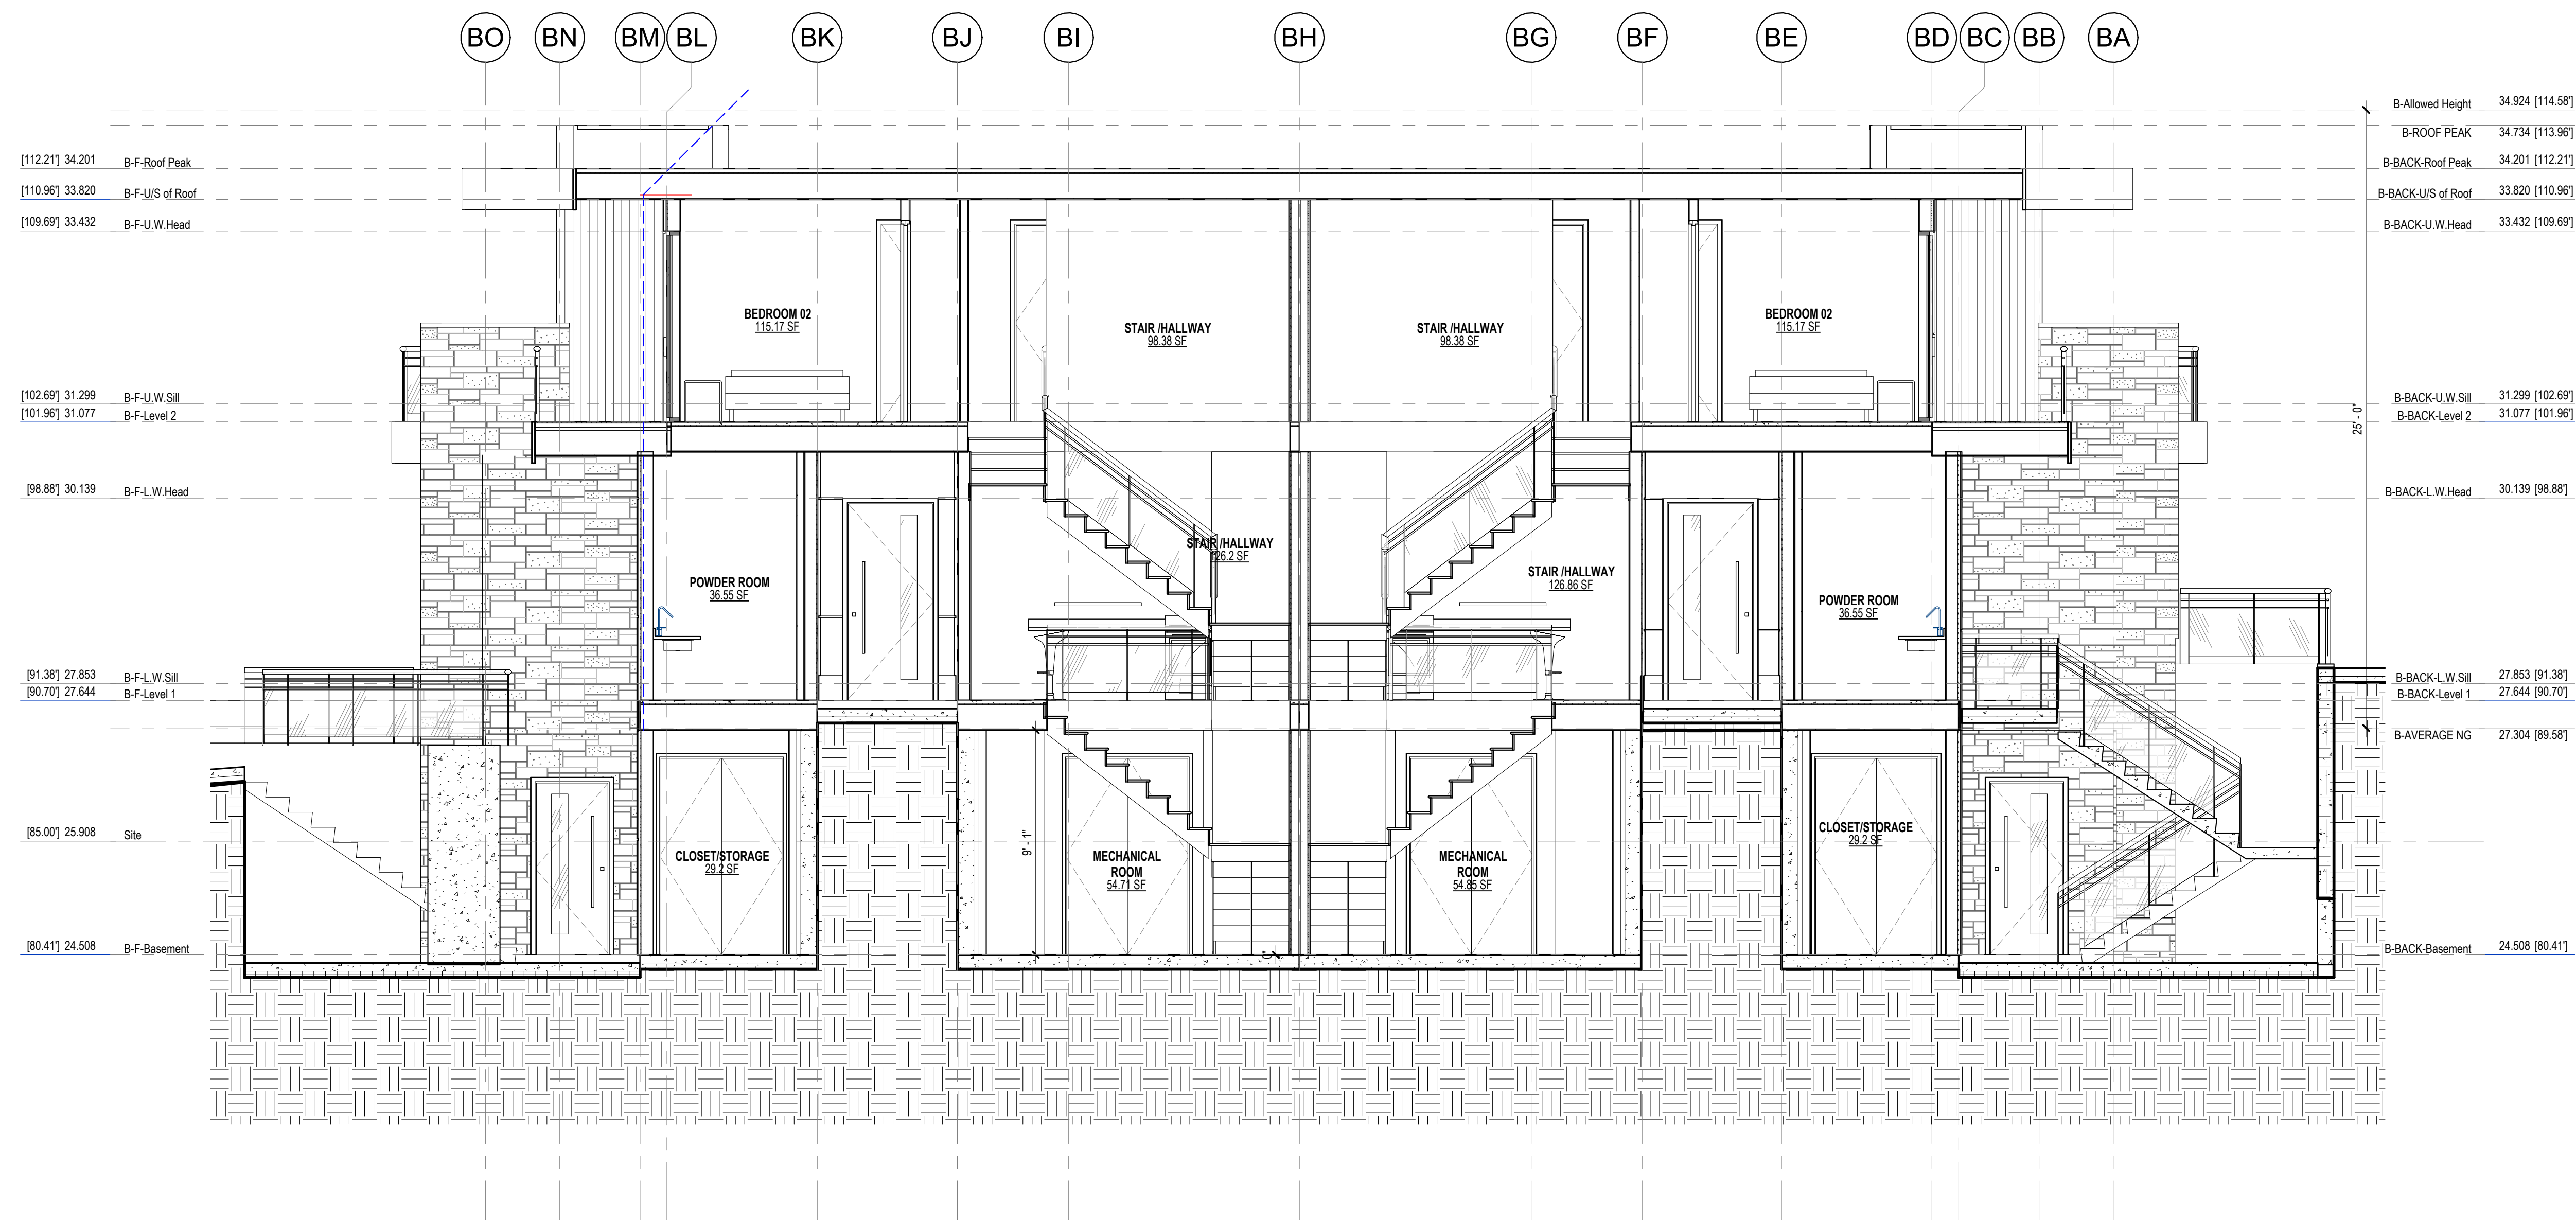 BO BN BM BL BK BJ BI BH BG BF BE BD BC BB BA
B-Allowed Height 34.924 [114.58']
B-ROOF PEAK 34.734 [113.96']
[112.21'] 34.201 B-F-Roof Peak
B-BACK-Roof Peak 34.201 [112.21']
[110.96'] 33.820 B-F-U/S of Roof
B-BACK-U/S of Roof 33.820 [110.96']
[109.69'] 33.432 B-F-U.W.Head
B-BACK-U.W.Head 33.432 [109.69']
BEDROOM 02
115.17 SF
STAIR /HALLWAY
98.38 SF
STAIR /HALLWAY
98.38 SF
BEDROOM 02
115.17 SF
[102.69'] 31.299 B-F-U.W.Sill
B-BACK-U.W.Sill 31.299 [102.69']
[101.96'] 31.077 B-F-Level 2
B-BACK-Level 2 31.077 [101.96']
25' - 0"
[98.88'] 30.139 B-F-L.W.Head
B-BACK-L.W.Head 30.139 [98.88']
STAIR /HALLWAY
126.2 SF
STAIR /HALLWAY
126.86 SF
POWDER ROOM
36.55 SF
POWDER ROOM
36.55 SF
[91.38'] 27.853 B-F-L.W.Sill
B-BACK-L.W.Sill 27.853 [91.38']
[90.70'] 27.644 B-F-Level 1
B-BACK-Level 1 27.644 [90.70']
B-AVERAGE NG 27.304 [89.58']
[85.00'] 25.908 Site
9' - 1"
CLOSET/STORAGE
29.2 SF
MECHANICAL
ROOM
54.71 SF
MECHANICAL
ROOM
54.85 SF
CLOSET/STORAGE
29.2 SF
[80.41'] 24.508 B-F-Basement
B-BACK-Basement 24.508 [80.41']